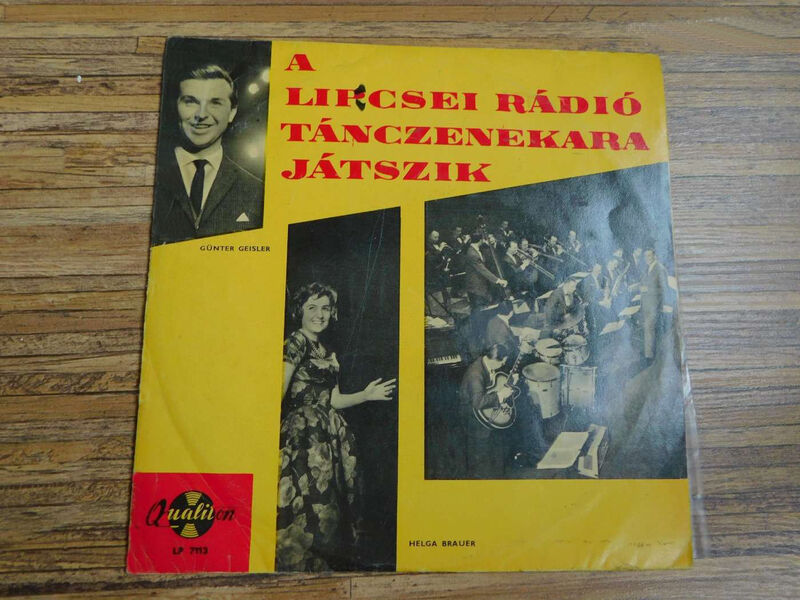 A
LIPCSEI RÁDIÓ
TÁNCZENEKARA
JÁTSZIK
GÜNTER GEISLER
Qualiton
LP 7113
HELGA BRAUER